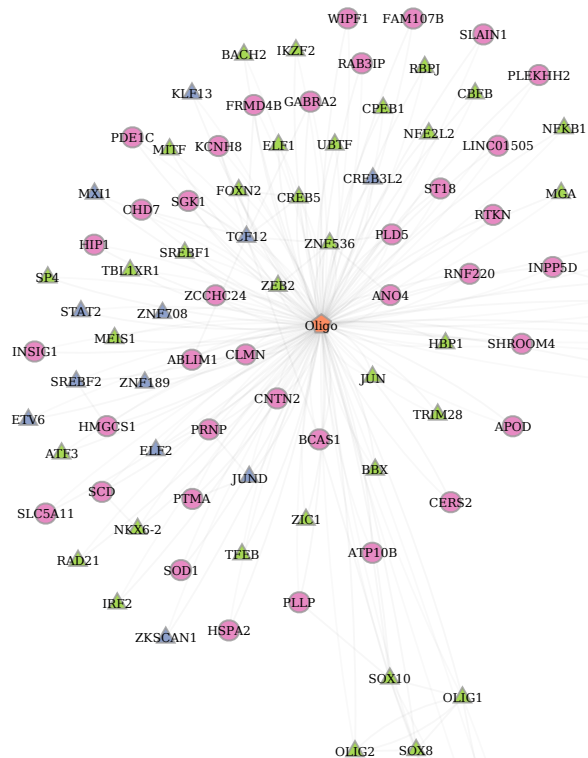 WIPF1
FAM107B
SLAIN1
BACH2
IKZF2
RAB3IP
RBPJ
PLEKHH2
KLF13
FRMD4B
GABRA2
CPEB1
CBFB
PDE1C
MITF
KCNH8
ELF1
UBTF
NFE2L2
LINC01505
NFKB1
MXI1
CHD7
SGK1
FOXN2
CREB5
CREB3L2
ST18
MGA
RTKN
HIP1
SREBF1
TCF12
ZNF536
PLD5
SP4
TBL1XR1
ZEB2
RNF220
INPP5D
STAT2
ZNF708
ZCCHC24
ANO4
Oligo
INSIG1
MEIS1
ABLIM1
CLMN
HBP1
SHROOM4
SREBF2
ZNF189
JUN
ETV6
HMGCS1
PRNP
CNTN2
TRIM28
APOD
ATF3
ELF2
BCAS1
JUND
BBX
SLC5A11
SCD
PTMA
CERS2
NKX6-2
ZIC1
RAD21
SOD1
TFEB
ATP10B
IRF2
PLLP
ZKSCAN1
HSPA2
SOX10
OLIG1
OLIG2
SOX8